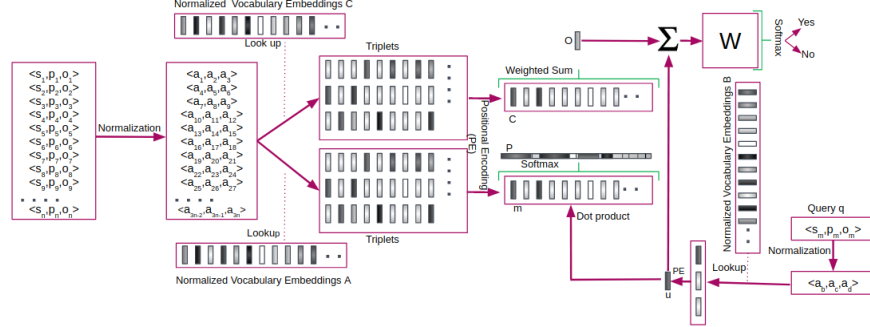 Normalized Vocabulary Embeddings C
Look up
Triplets
<s1,p1,o1>
<s2,p2,o2>
<s3,p3,o3>
<s4,p4,o4>
<s5,p5,o5>
<s6,p6,o6>
<s7,p7,o7>
<s8,p8,o8>
<s9,p9,o9>
. . . .
<sn,pn,on>
Normalization
<a1,a2,a3>
<a4,a5,a6>
<a7,a8,a9>
<a10,a11,a12>
<a13,a14,a15>
<a16,a17,a18>
<a19,a20,a21>
<a22,a23,a24>
<a25,a26,a27>
. . . .
<a3n-2,a3n-1,a3n>
Lookup
Triplets
Normalized Vocabulary Embeddings A
Positional Encoding
(PE)
Weighted Sum
C
P
Softmax
m
Dot product
O
Σ
W
Softmax
Yes
No
Normalized Vocabulary Embeddings B
Query q
<sm,pm,om>
Normalization
<ab,ac,ad>
Lookup
PE
u